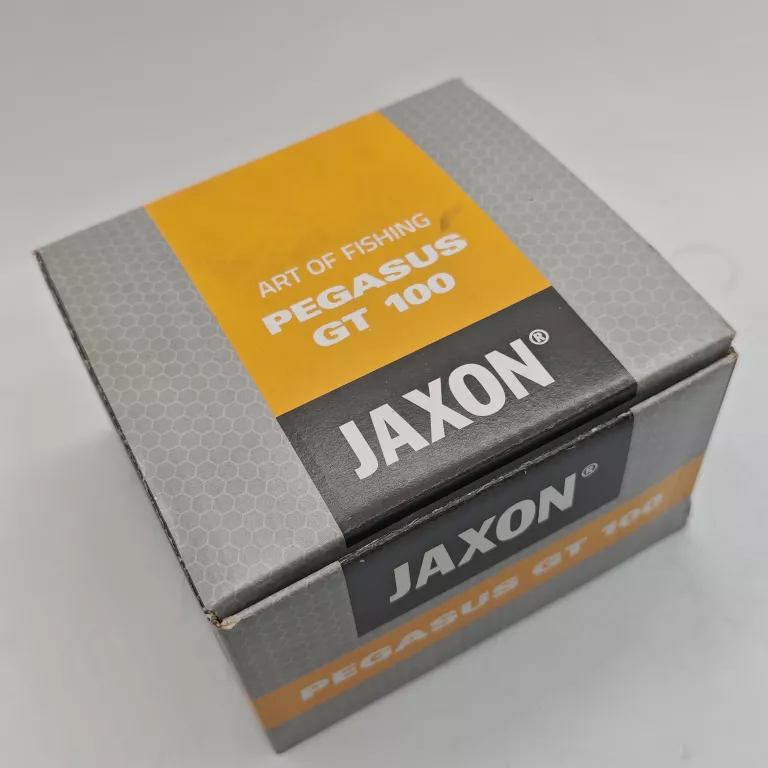 ART OF FISHING
PEGASUS
GT 100
JAXON®
JAXON®
PEGASUS GT 100